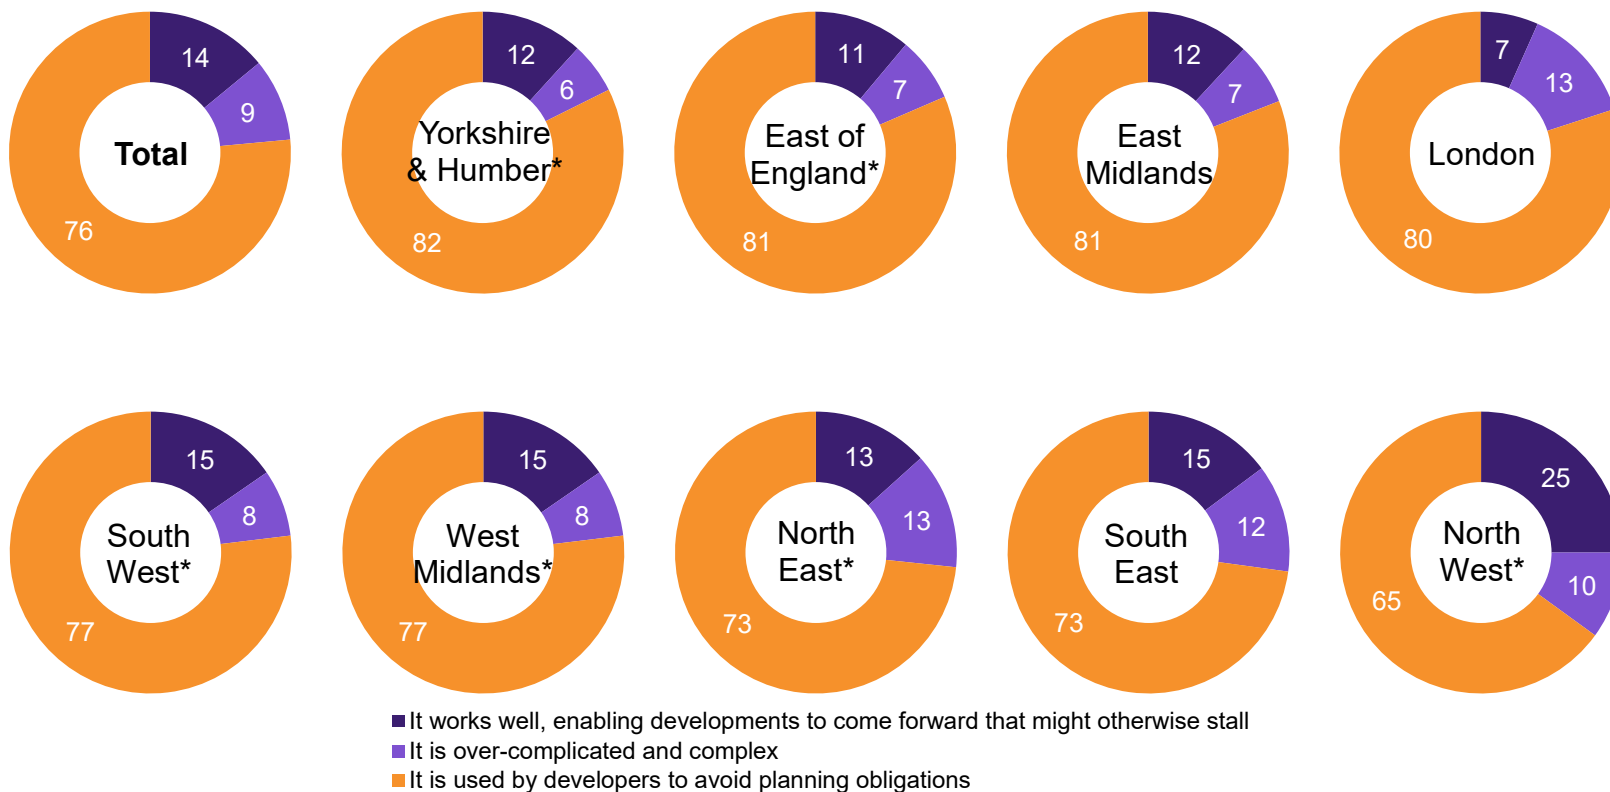 14
9
Total
76
12
6
Yorkshire
& Humber*
82
11
7
East of
England*
81
12
7
East
Midlands
81
7
13
London
80
15
8
South
West*
77
15
8
West
Midlands*
77
13
13
North
East*
73
15
12
South
East
73
25
10
North
West*
65
It works well, enabling developments to come forward that might otherwise stall
It is over-complicated and complex
It is used by developers to avoid planning obligations